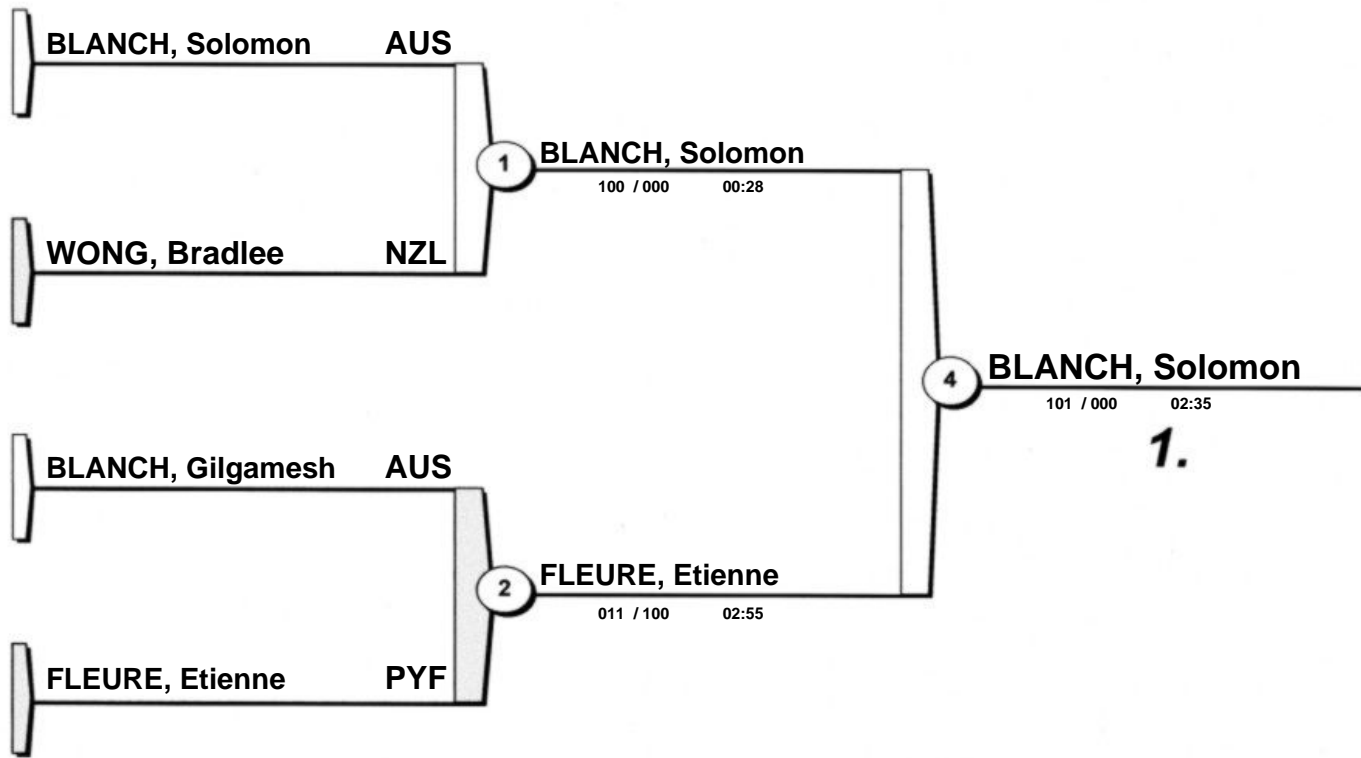 BLANCH, Solomon AUS
1 BLANCH, Solomon
100 / 000 00:28
WONG, Bradlee NZL
4 BLANCH, Solomon
101 / 000 02:35
1.
BLANCH, Gilgamesh AUS
2 FLEURE, Etienne
011 / 100 02:55
FLEURE, Etienne PYF